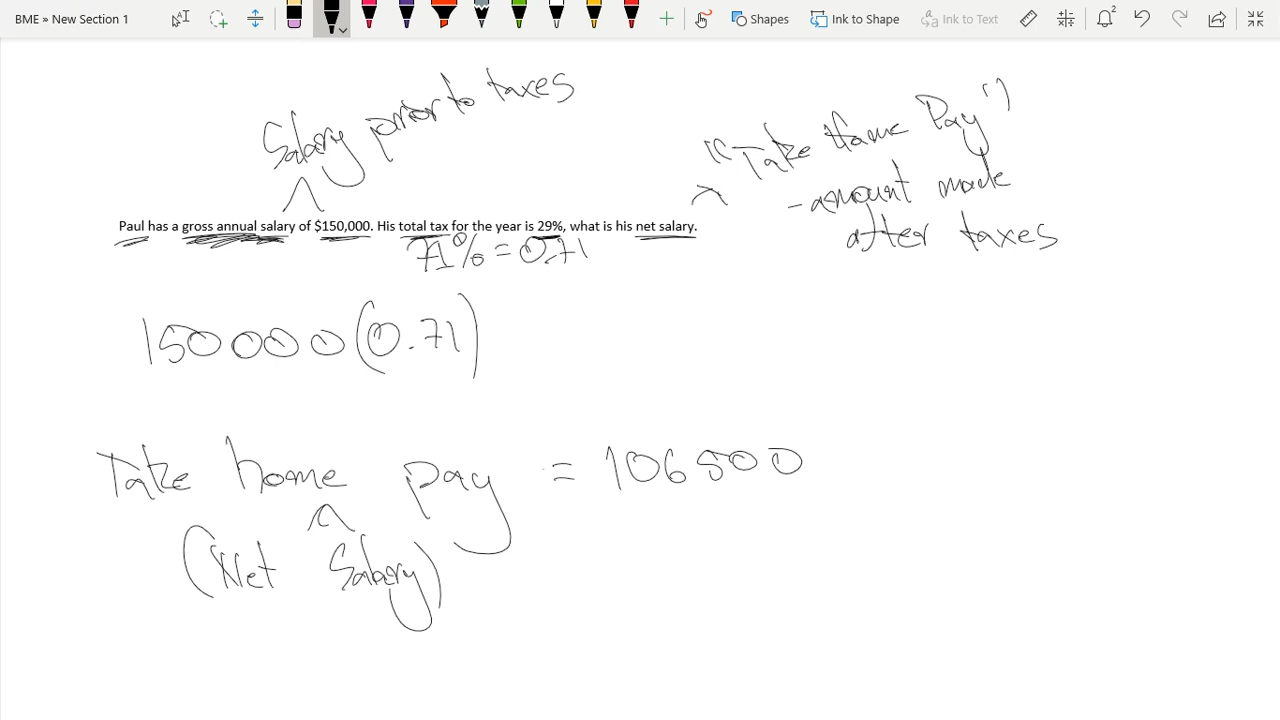 BME » New Section 1
Shapes
Ink to Shape
Ink to Text
2
Salary prior to taxes
"Take Home Pay"
- amount made
after taxes
Paul has a gross annual salary of $150,000. His total tax for the year is 29%, what is his net salary.
71% = 0.71
150000(0.71)
Take home pay = 106500
(Net Salary)